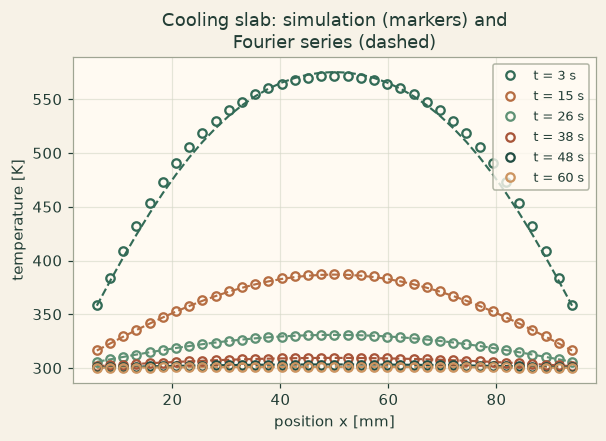 Cooling slab: simulation (markers) and
Fourier series (dashed)
t = 3 s
t = 15 s
t = 26 s
t = 38 s
t = 48 s
t = 60 s
temperature [K]
550
500
450
400
350
300
20
40
60
80
position x [mm]